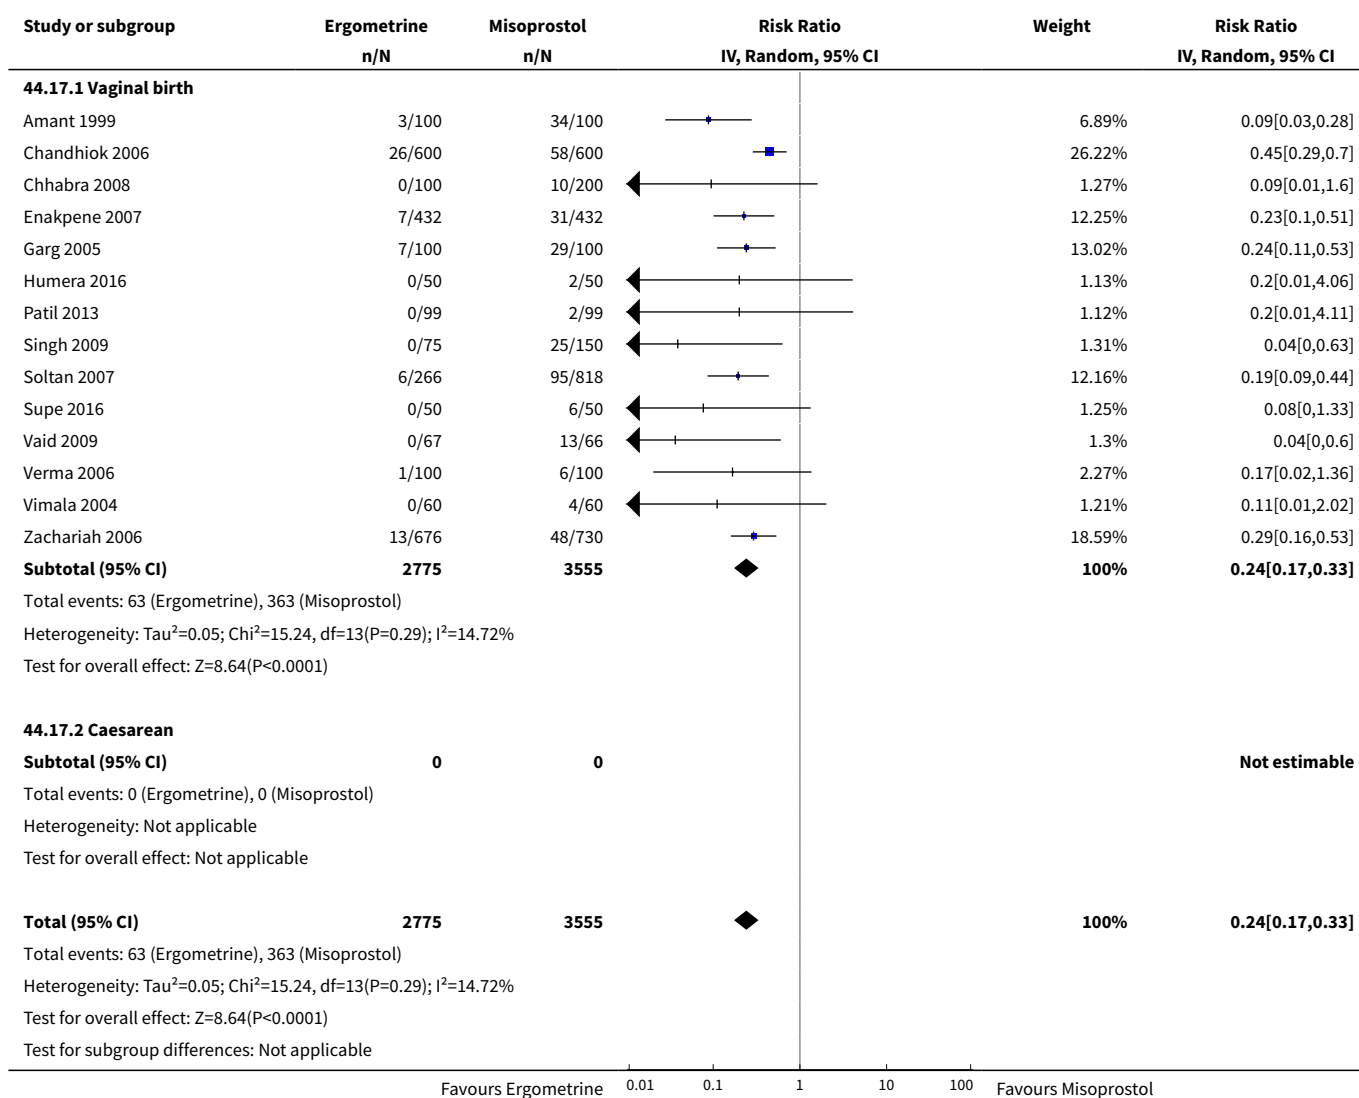 Study or subgroup Ergometrine Misoprostol Risk Ratio Weight Risk Ratio
n/N n/N IV, Random, 95% CI IV, Random, 95% CI
44.17.1 Vaginal birth
Amant 1999 3/100 34/100 6.89% 0.09[0.03,0.28]
Chandhiok 2006 26/600 58/600 26.22% 0.45[0.29,0.7]
Chhabra 2008 0/100 10/200 1.27% 0.09[0.01,1.6]
Enakpene 2007 7/432 31/432 12.25% 0.23[0.1,0.51]
Garg 2005 7/100 29/100 13.02% 0.24[0.11,0.53]
Humera 2016 0/50 2/50 1.13% 0.2[0.01,4.06]
Patil 2013 0/99 2/99 1.12% 0.2[0.01,4.11]
Singh 2009 0/75 25/150 1.31% 0.04[0,0.63]
Soltan 2007 6/266 95/818 12.16% 0.19[0.09,0.44]
Supe 2016 0/50 6/50 1.25% 0.08[0,1.33]
Vaid 2009 0/67 13/66 1.3% 0.04[0,0.6]
Verma 2006 1/100 6/100 2.27% 0.17[0.02,1.36]
Vimala 2004 0/60 4/60 1.21% 0.11[0.01,2.02]
Zachariah 2006 13/676 48/730 18.59% 0.29[0.16,0.53]
Subtotal (95% CI) 2775 3555 100% 0.24[0.17,0.33]
Total events: 63 (Ergometrine), 363 (Misoprostol)
Heterogeneity: Tau²=0.05; Chi²=15.24, df=13(P=0.29); I²=14.72%
Test for overall effect: Z=8.64(P<0.0001)
44.17.2 Caesarean
Subtotal (95% CI) 0 0 Not estimable
Total events: 0 (Ergometrine), 0 (Misoprostol)
Heterogeneity: Not applicable
Test for overall effect: Not applicable
Total (95% CI) 2775 3555 100% 0.24[0.17,0.33]
Total events: 63 (Ergometrine), 363 (Misoprostol)
Heterogeneity: Tau²=0.05; Chi²=15.24, df=13(P=0.29); I²=14.72%
Test for overall effect: Z=8.64(P<0.0001)
Test for subgroup differences: Not applicable
Favours Ergometrine 0.01 0.1 1 10 100 Favours Misoprostol